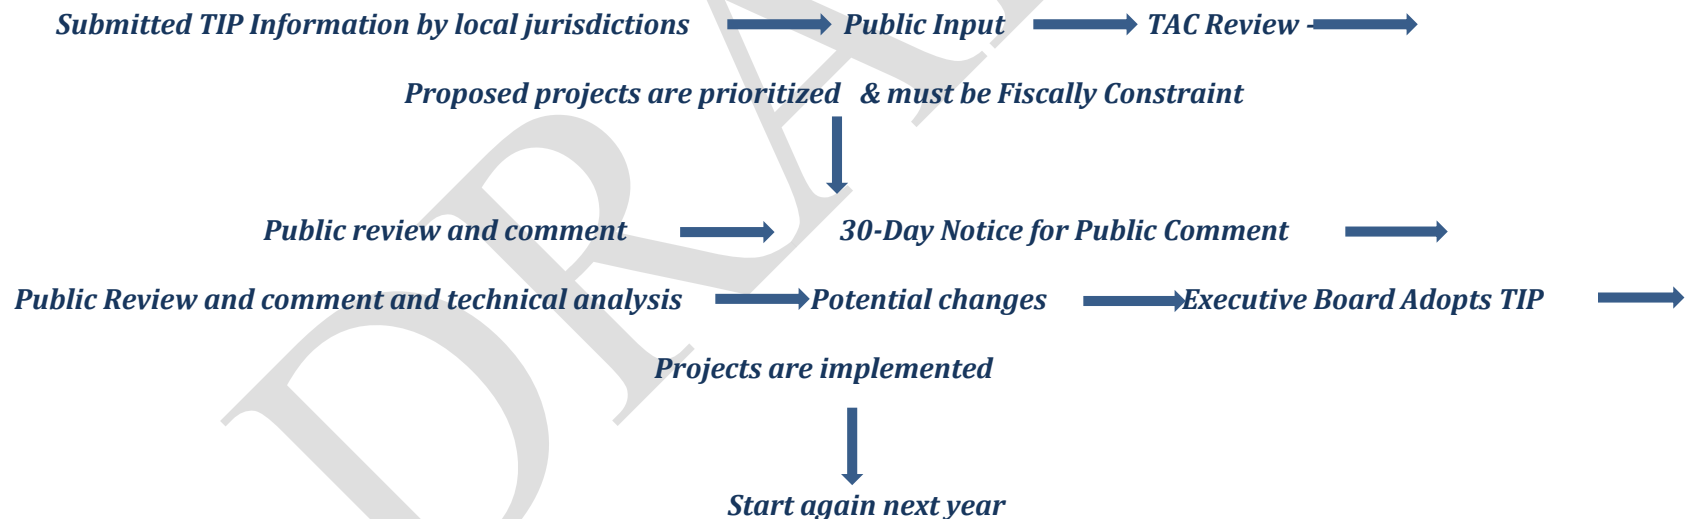 Submitted TIP Information by local jurisdictions Public Input TAC Review -
Proposed projects are prioritized & must be Fiscally Constraint
Public review and comment 30-Day Notice for Public Comment
Public Review and comment and technical analysis Potential changes Executive Board Adopts TIP
Projects are implemented
Start again next year
DRA